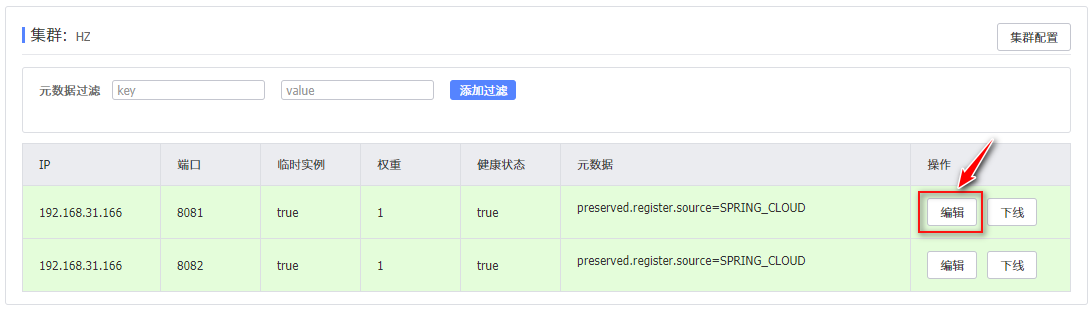 集群: HZ
集群配置
元数据过滤 key value 添加过滤
IP 端口 临时实例 权重 健康状态 元数据 操作
192.168.31.166 8081 true 1 true preserved.register.source=SPRING_CLOUD 编辑 下线
192.168.31.166 8082 true 1 true preserved.register.source=SPRING_CLOUD 编辑 下线